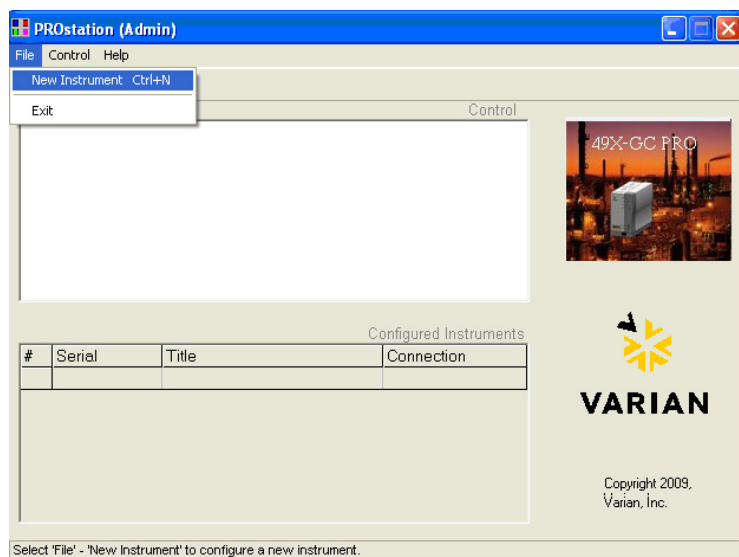 PROstation (Admin)
File Control Help
New Instrument Ctrl+N
Exit
Control
49X-GC PRO
Configured Instruments
# Serial Title Connection
VARIAN
Copyright 2009,
Varian, Inc.
Select 'File' - 'New Instrument' to configure a new instrument.